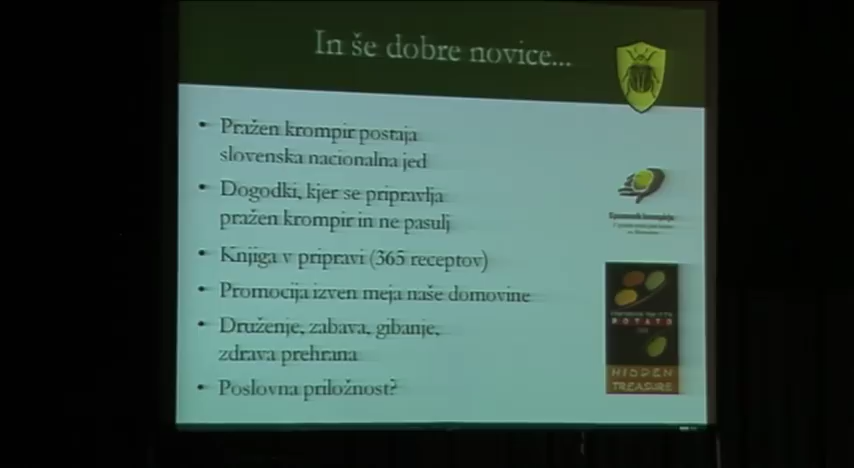 In še dobre novice...
• Pražen krompir postaja
slovenska nacionalna jed
• Dogodki, kjer se pripravlja
pražen krompir in ne pasulj
• Knjiga v pripravi (365 receptov)
• Promocija izven meja naše domovine
• Druženje, zabava, gibanje,
zdrava prehrana
• Poslovna priložnost?
POTATO
HIDDEN
TREASURE